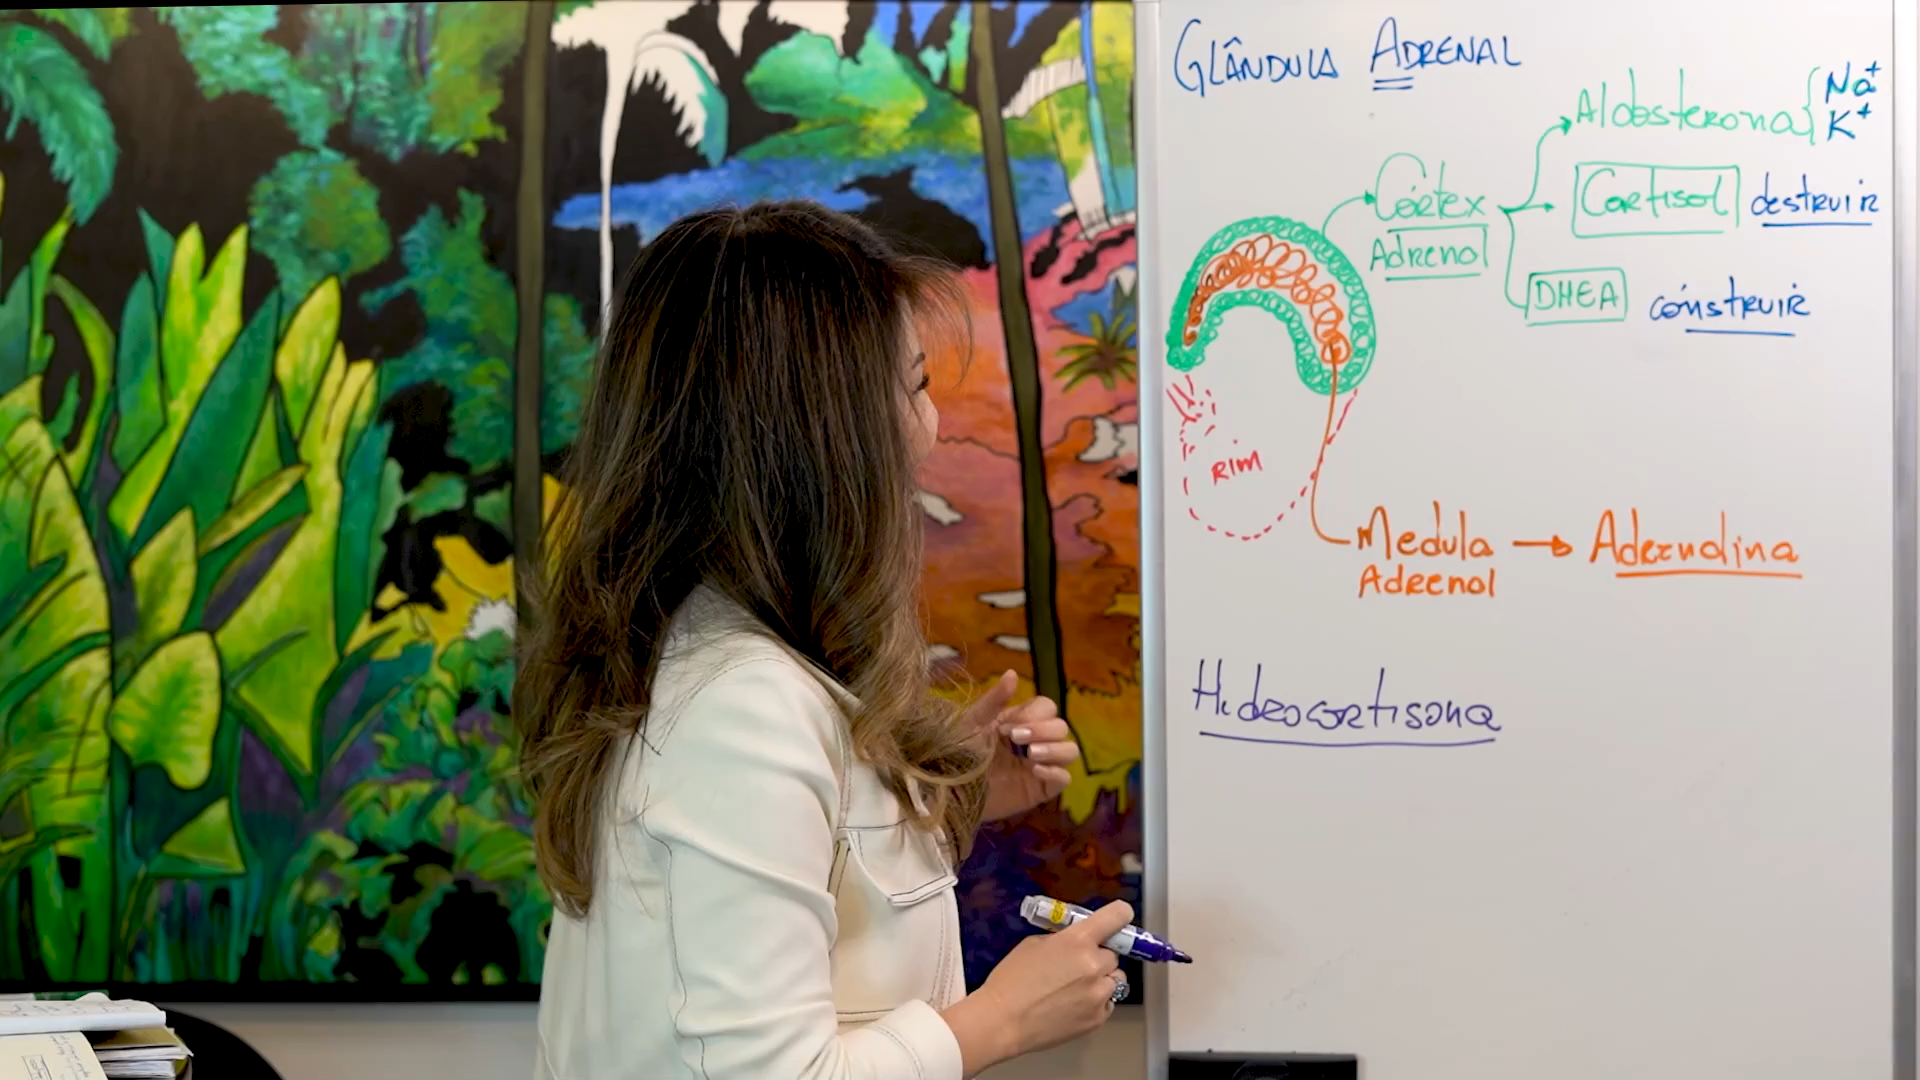 GLÂNDULA ADRENAL
Aldosterona { Na+
K+
Córtex
Adrenal
Cortisol destruir
DHEA construir
RIM
Medula → Adrenalina
Adrenal
Hidrocortisona